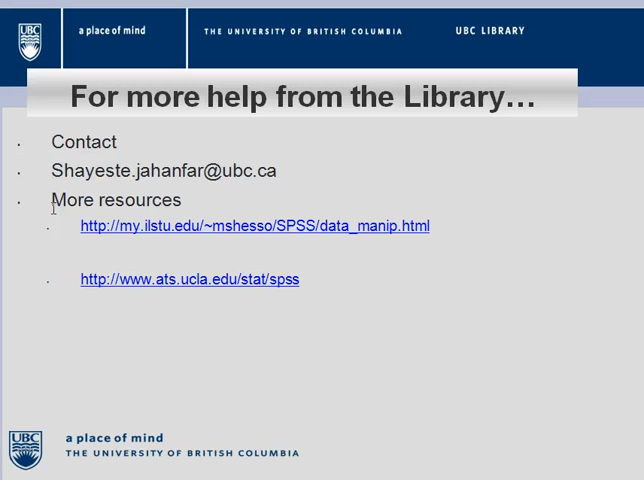 UBC
a place of mind
THE UNIVERSITY OF BRITISH COLUMBIA
UBC LIBRARY
For more help from the Library…
Contact
Shayeste.jahanfar@ubc.ca
More resources
http://my.ilstu.edu/~mshesso/SPSS/data_manip.html
http://www.ats.ucla.edu/stat/spss
UBC
a place of mind
THE UNIVERSITY OF BRITISH COLUMBIA